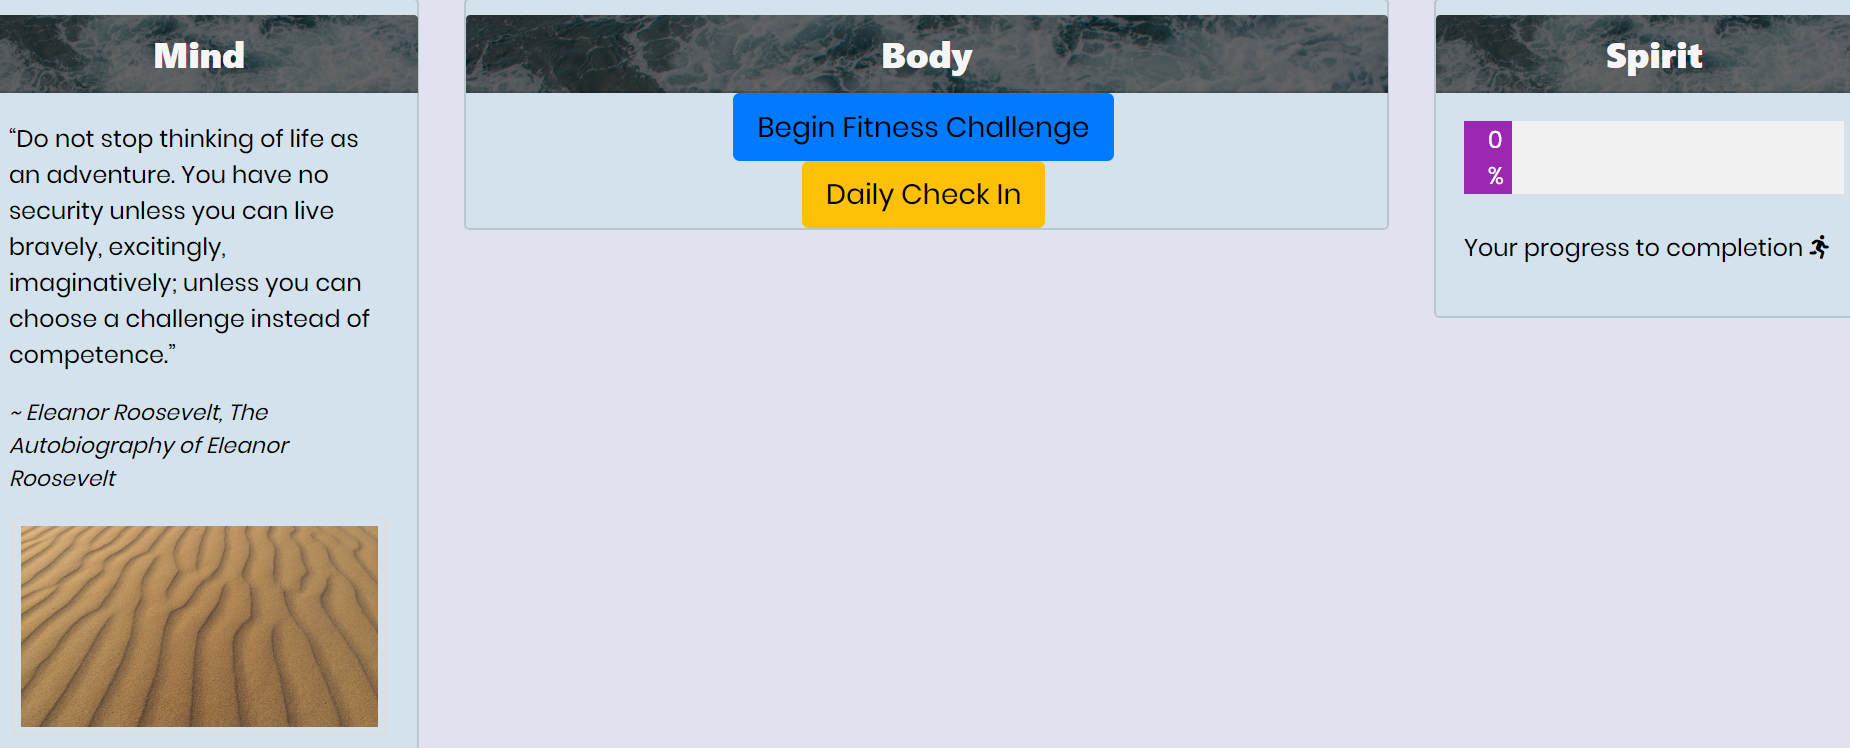 Mind
“Do not stop thinking of life as
an adventure. You have no
security unless you can live
bravely, excitingly,
imaginatively; unless you can
choose a challenge instead of
competence.”
~ Eleanor Roosevelt, The
Autobiography of Eleanor
Roosevelt
Body
Begin Fitness Challenge
Daily Check In
Spirit
0
%
Your progress to completion